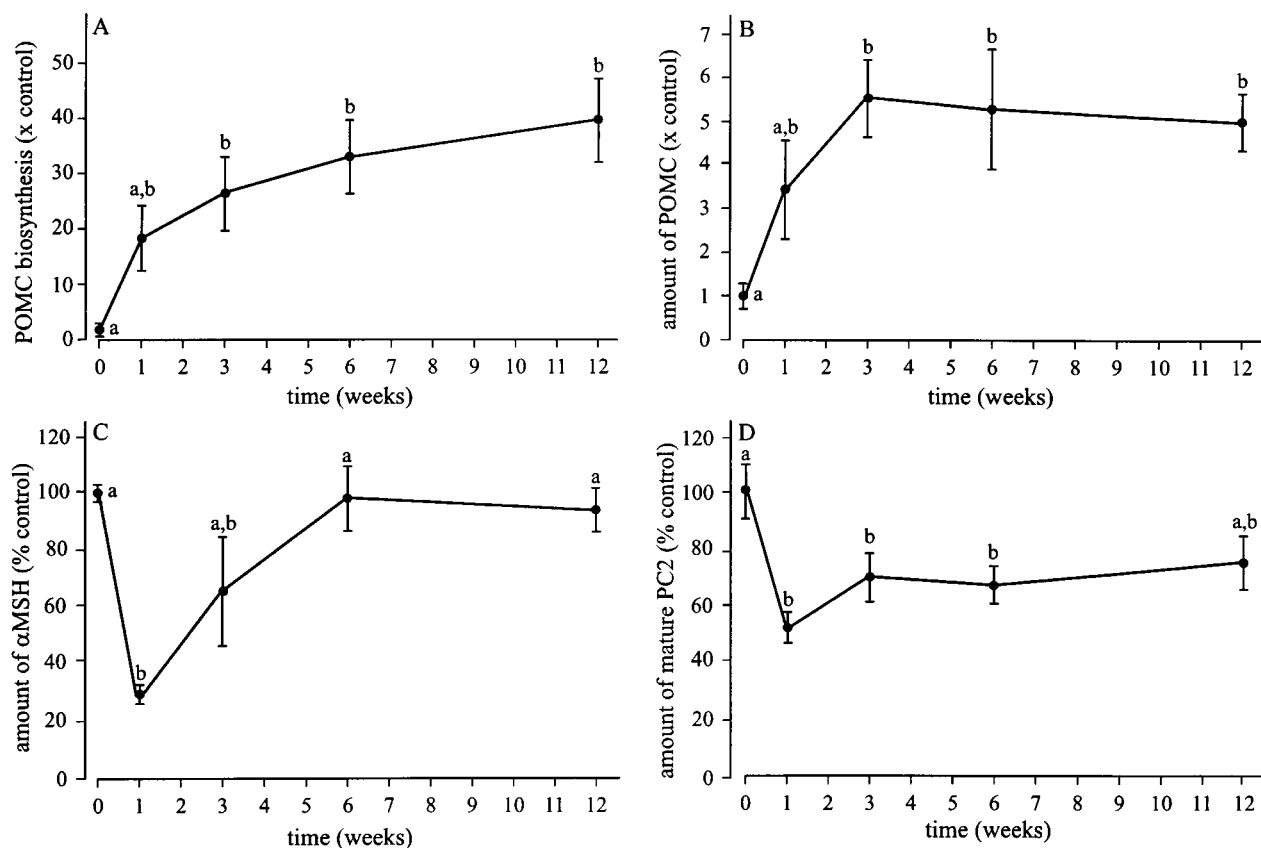 A
POMC biosynthesis (x control)
50
40
30
20
10
0
a
a,b
b
b
b
0 1 2 3 4 5 6 7 8 9 10 11 12
time (weeks)
B
amount of POMC (x control)
7
6
5
4
3
2
1
0
a
a,b
b
b
b
0 1 2 3 4 5 6 7 8 9 10 11 12
time (weeks)
C
amount of αMSH (% control)
120
100
80
60
40
20
0
a
b
a,b
a
a
0 1 2 3 4 5 6 7 8 9 10 11 12
time (weeks)
D
amount of mature PC2 (% control)
120
100
80
60
40
20
0
a
b
b
b
a,b
0 1 2 3 4 5 6 7 8 9 10 11 12
time (weeks)